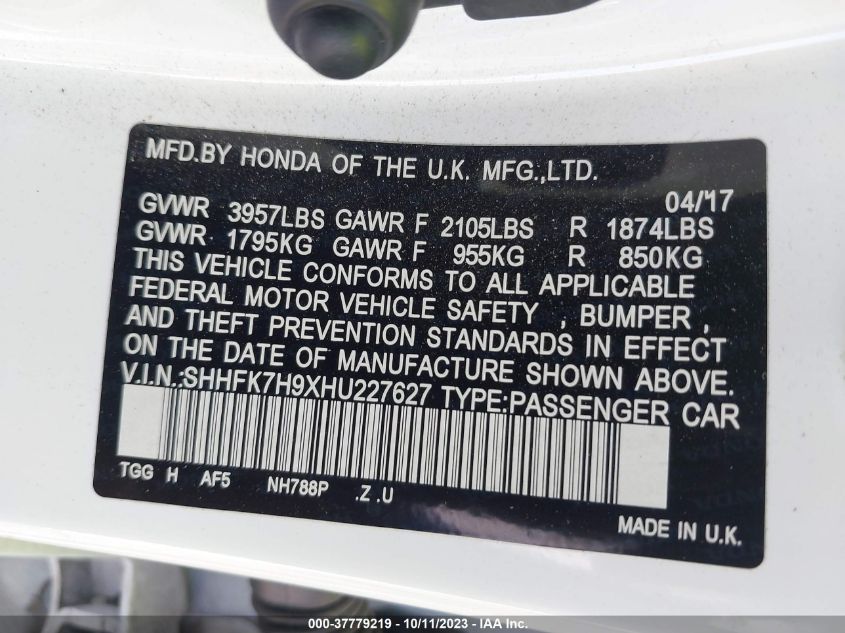 MFD.BY HONDA OF THE U.K. MFG.,LTD.
04/17
GVWR 3957LBS GAWR F 2105LBS R 1874LBS
GVWR 1795KG GAWR F 955KG R 850KG
THIS VEHICLE CONFORMS TO ALL APPLICABLE
FEDERAL MOTOR VEHICLE SAFETY , BUMPER ,
AND THEFT PREVENTION STANDARDS IN EFFECT
ON THE DATE OF MANUFACTURE SHOWN ABOVE.
V.I.N.:SHHFK7H9XHU227627 TYPE:PASSENGER CAR
TGG H AF5 NH788P .Z .U
MADE IN U.K.
000-37779219 - 10/11/2023 - IAA Inc.